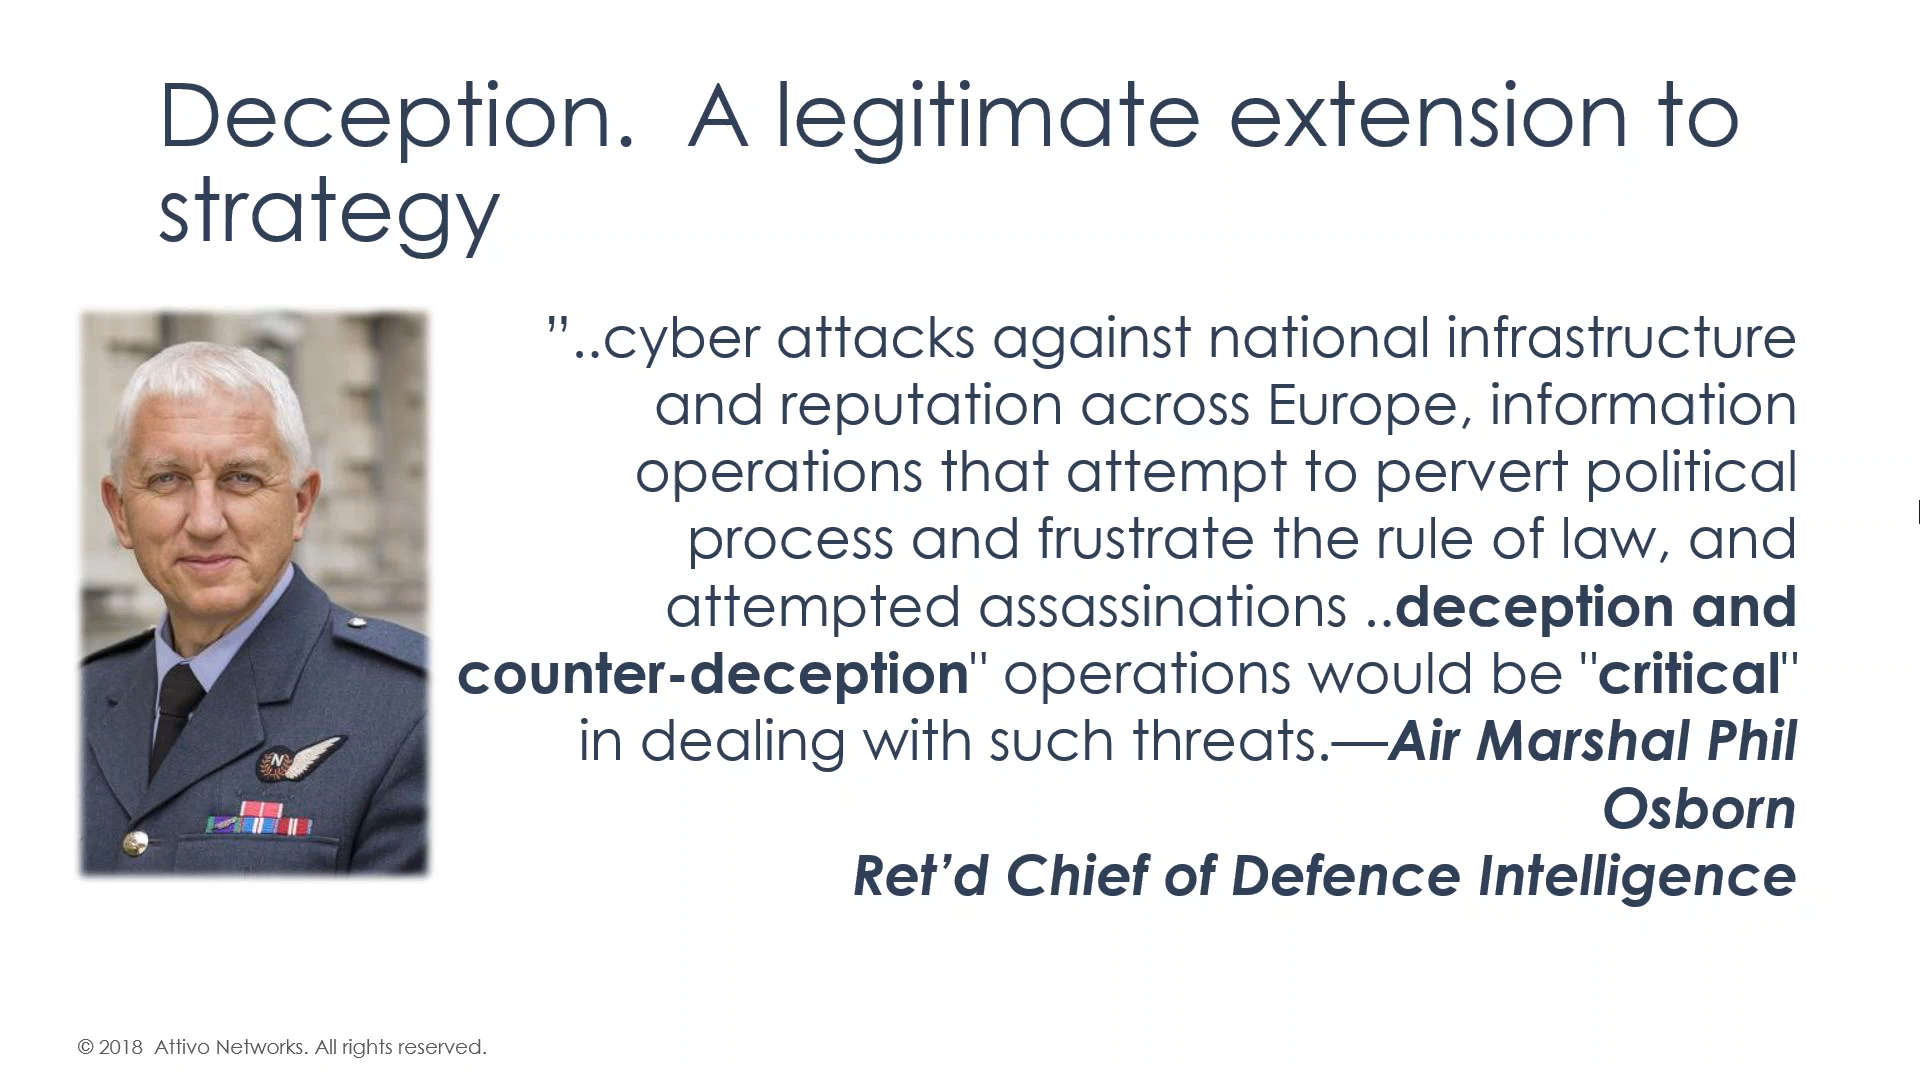 Deception.  A legitimate extension to
strategy
”..cyber attacks against national infrastructure
and reputation across Europe, information
operations that attempt to pervert political
process and frustrate the rule of law, and
attempted assassinations ..deception and
counter-deception" operations would be "critical"
in dealing with such threats.—Air Marshal Phil
Osborn
Ret’d Chief of Defence Intelligence
N
© 2018  Attivo Networks. All rights reserved.